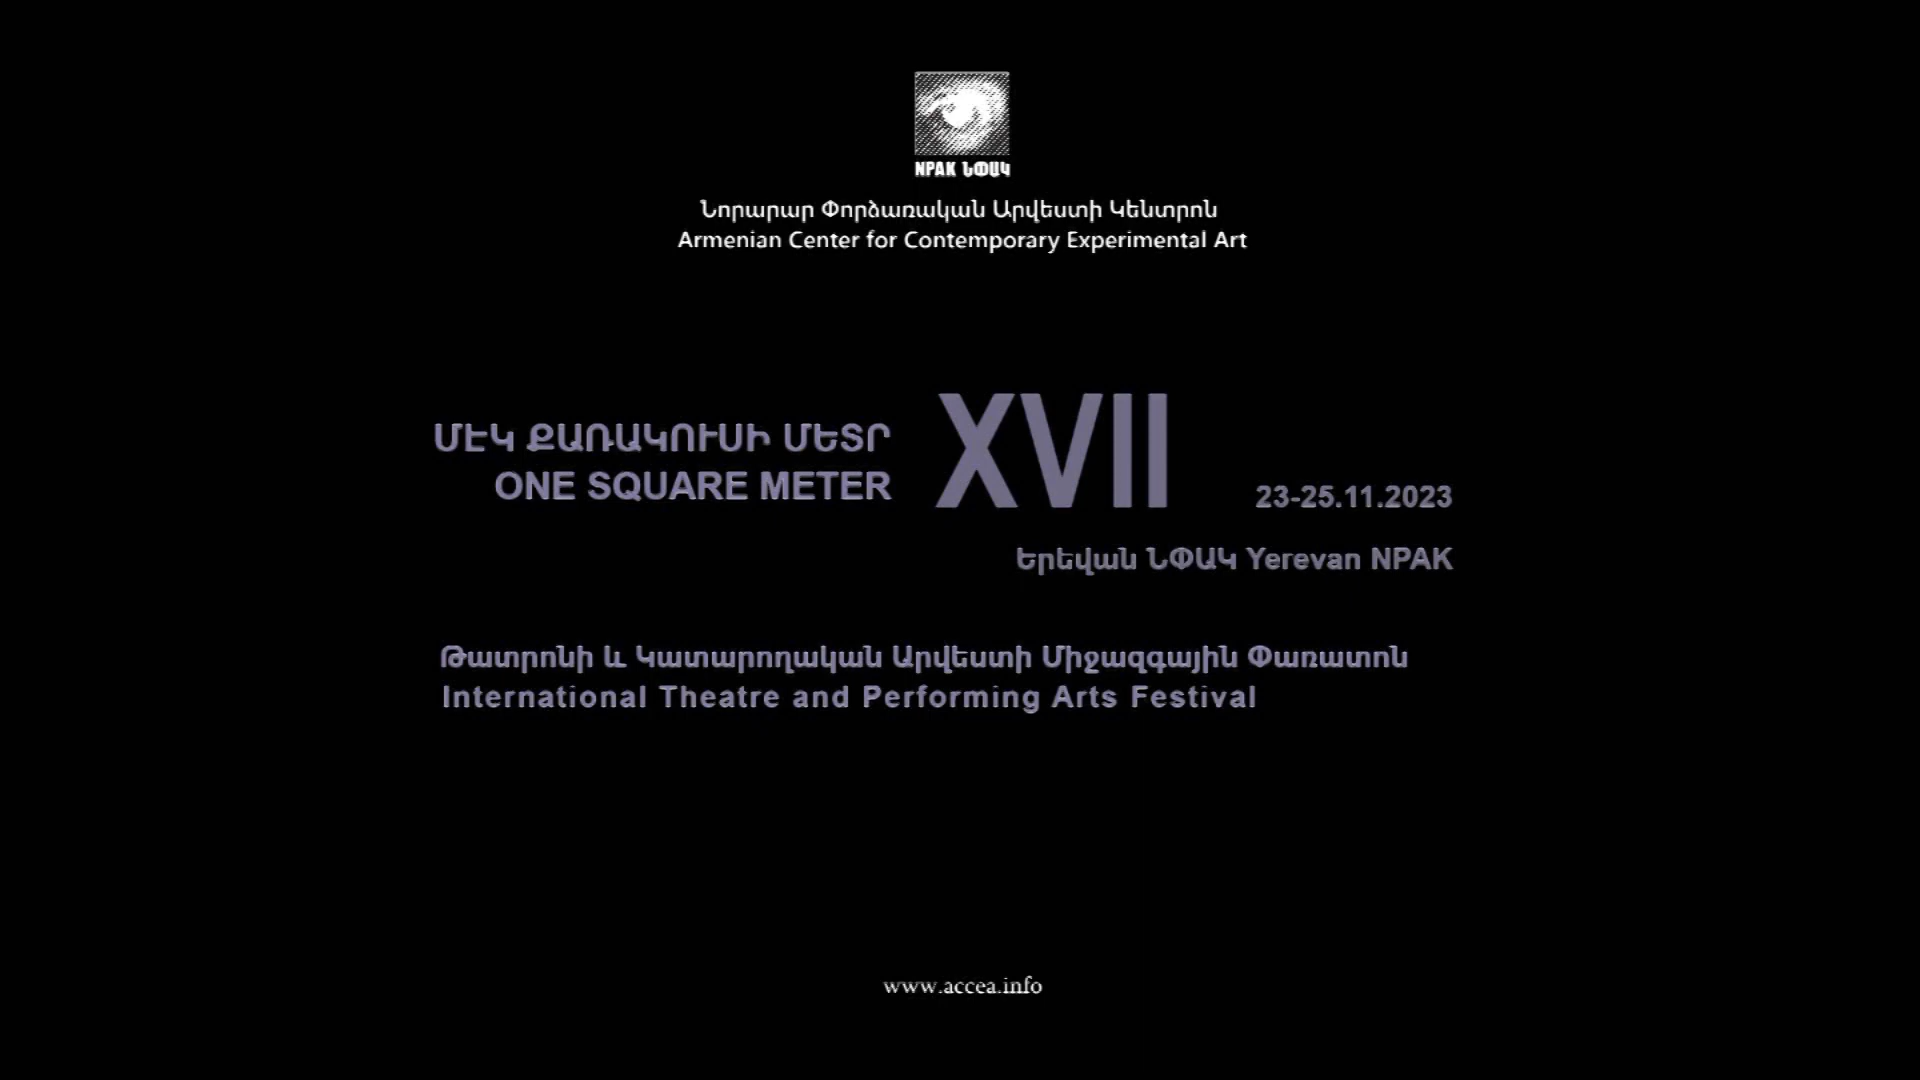 NPAK ՆՓԱԿ
Նորարար Փորձառական Արվեստի Կենտրոն
Armenian Center for Contemporary Experimental Art
ՄԷԿ ՔԱՌԱԿՈՒՍԻ ՄԵՏՐ
ONE SQUARE METER
XVII
23-25.11.2023
Երեվան ՆՓԱԿ Yerevan NPAK
Թատրոնի և Կատարողական Արվեստի Միջազգային Փառատոն
International Theatre and Performing Arts Festival
www.accea.info